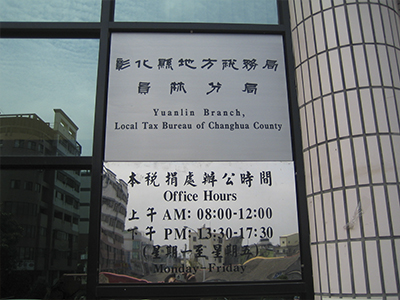 彰化縣地方稅務局
員林分局
Yuanlin Branch,
Local Tax Bureau of Changhua County
本稅捐處辦公時間
Office Hours
上午 AM: 08:00-12:00
下午 PM: 13:30-17:30
(星期一至星期五)
Monday-Friday